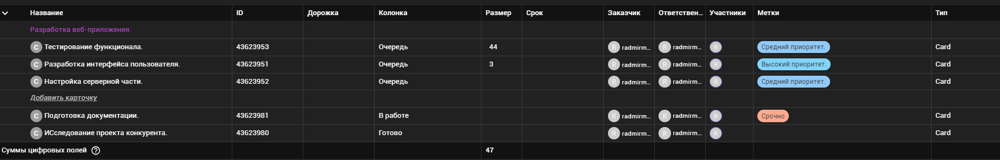 Название ID Дорожка Колонка Размер Срок Заказчик Ответствен... Участники Метки Тип
Разработка веб-приложения.
C Тестирование функционала. 43623953 Очередь 44 R radmirm... R radmirm... R Средний приоритет. Card
C Разработка интерфейса пользователя. 43623951 Очередь 3 R radmirm... R radmirm... R Высокий приоритет. Card
C Настройка серверной части. 43623952 Очередь R radmirm... R radmirm... R Средний приоритет. Card
Добавить карточку
C Подготовка документации. 43623981 В работе R radmirm... R radmirm... R Срочно Card
C ИСследование проекта конкурента. 43623980 Готово R radmirm... R radmirm... R Card
Суммы цифровых полей ? 47